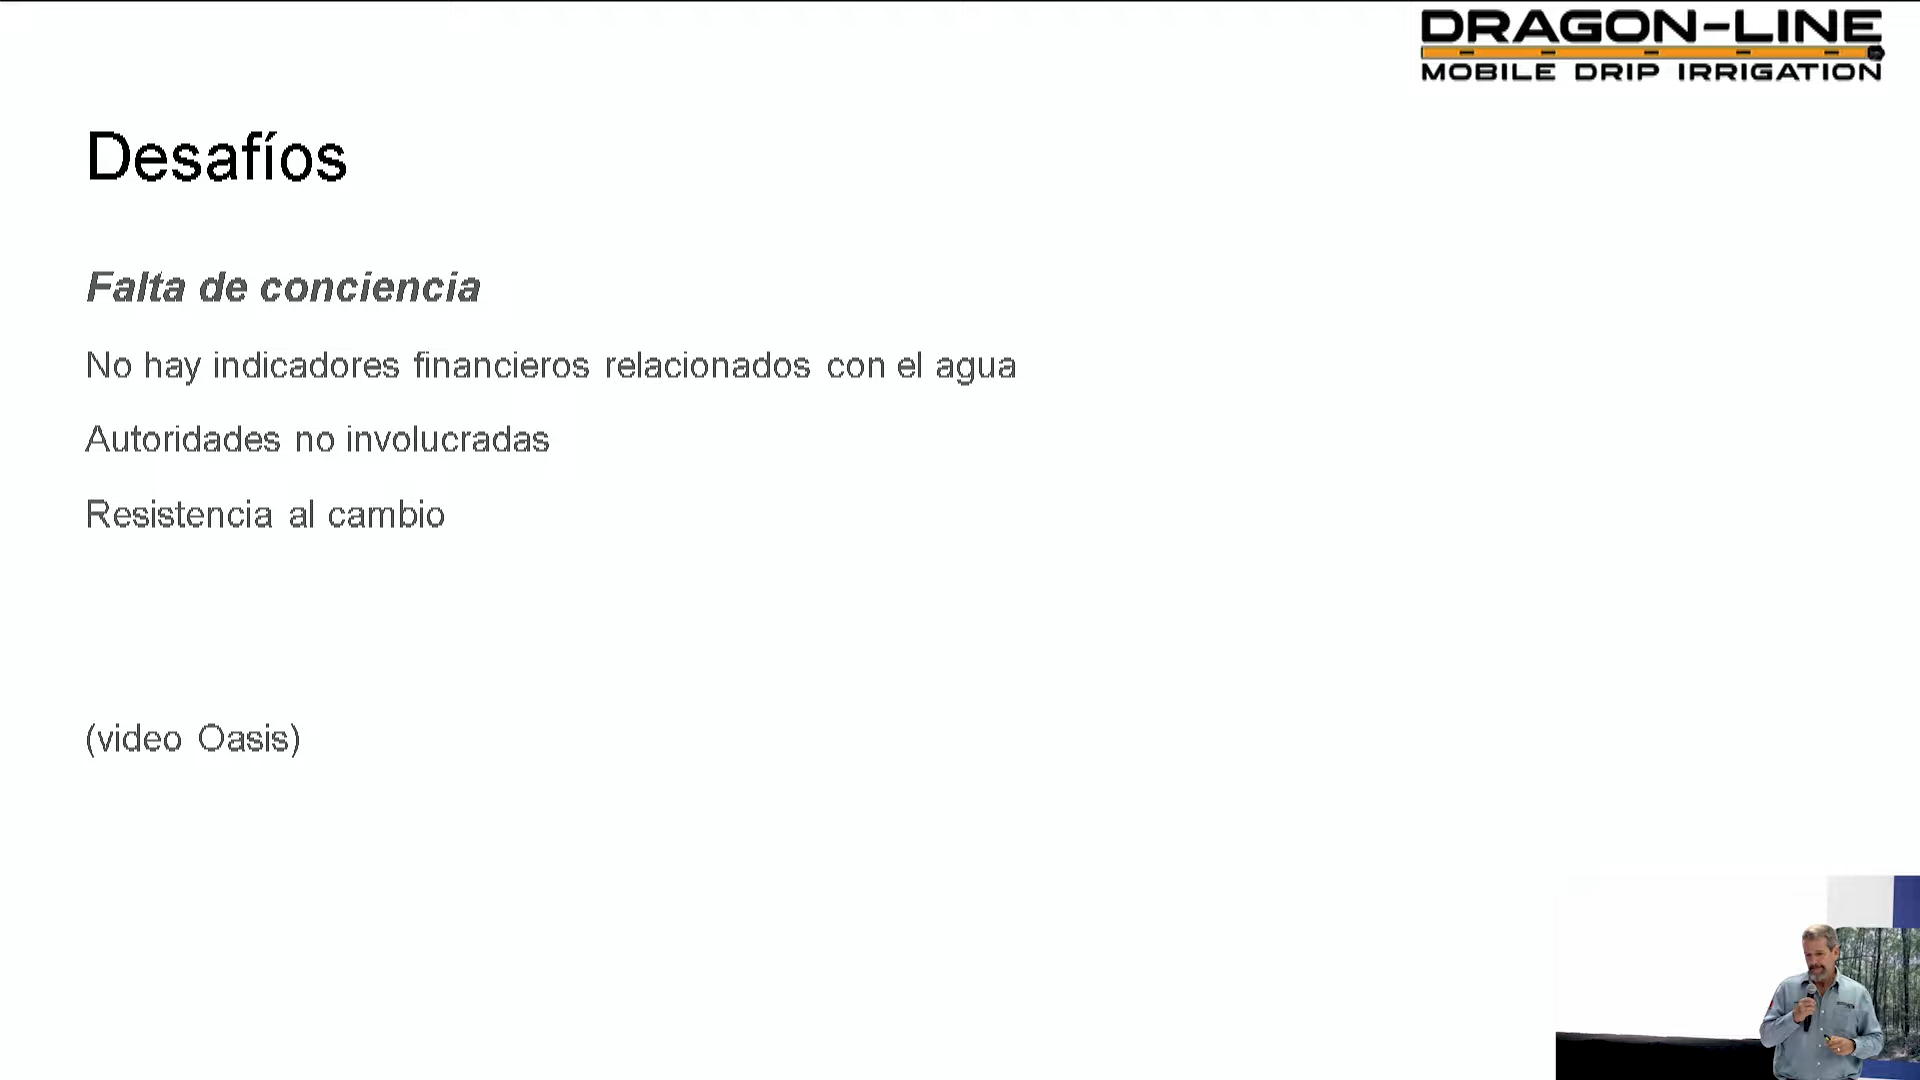 DRAGON-LINE
MOBILE DRIP IRRIGATION
Desafíos
Falta de conciencia
No hay indicadores financieros relacionados con el agua
Autoridades no involucradas
Resistencia al cambio
(video Oasis)